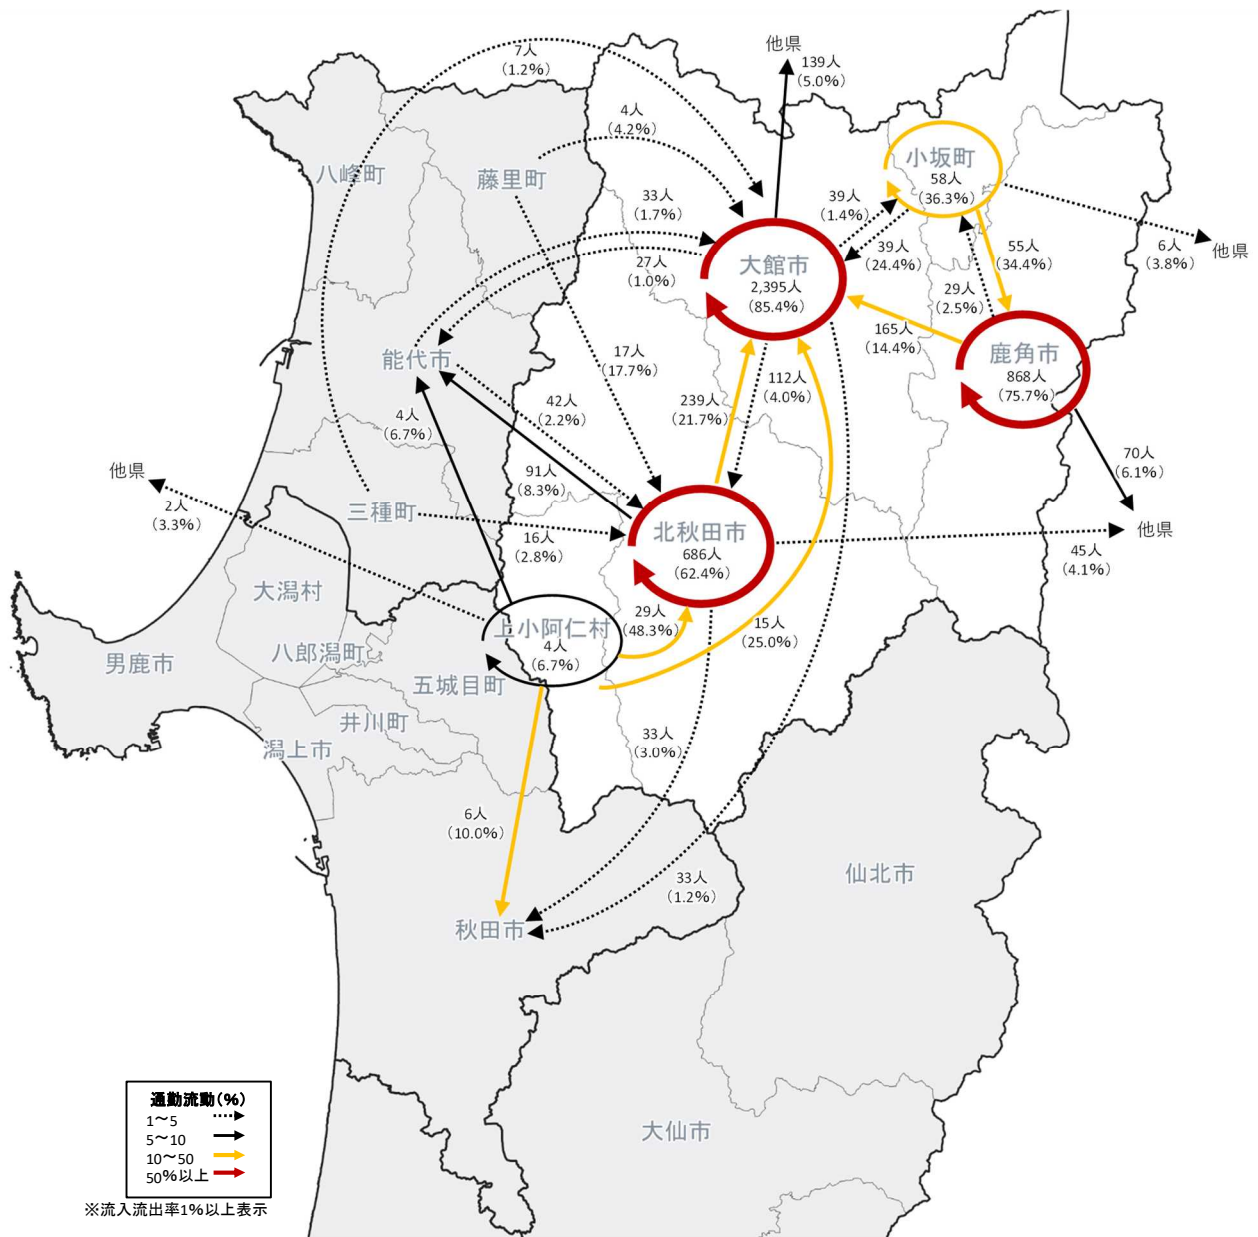 7人
(1.2%)
他県
139人
(5.0%)
4人
(4.2%)
小坂町
58人
(36.3%)
八峰町
藤里町
33人
(1.7%)
39人
(1.4%)
39人
(24.4%)
55人
(34.4%)
6人
(3.8%)
他県
27人
(1.0%)
大館市
2,395人
(85.4%)
29人
(2.5%)
165人
(14.4%)
鹿角市
868人
(75.7%)
能代市
17人
(17.7%)
112人
(4.0%)
239人
(21.7%)
42人
(2.2%)
4人
(6.7%)
他県
2人
(3.3%)
91人
(8.3%)
70人
(6.1%)
三種町
16人
(2.8%)
北秋田市
686人
(62.4%)
他県
45人
(4.1%)
大潟村
上小阿仁村
4人
(6.7%)
29人
(48.3%)
15人
(25.0%)
男鹿市
八郎潟町
五城目町
井川町
潟上市
33人
(3.0%)
6人
(10.0%)
33人
(1.2%)
仙北市
秋田市
大仙市
通勤流動(%)
1～5
5～10
10～50
50%以上
※流入流出率1%以上表示